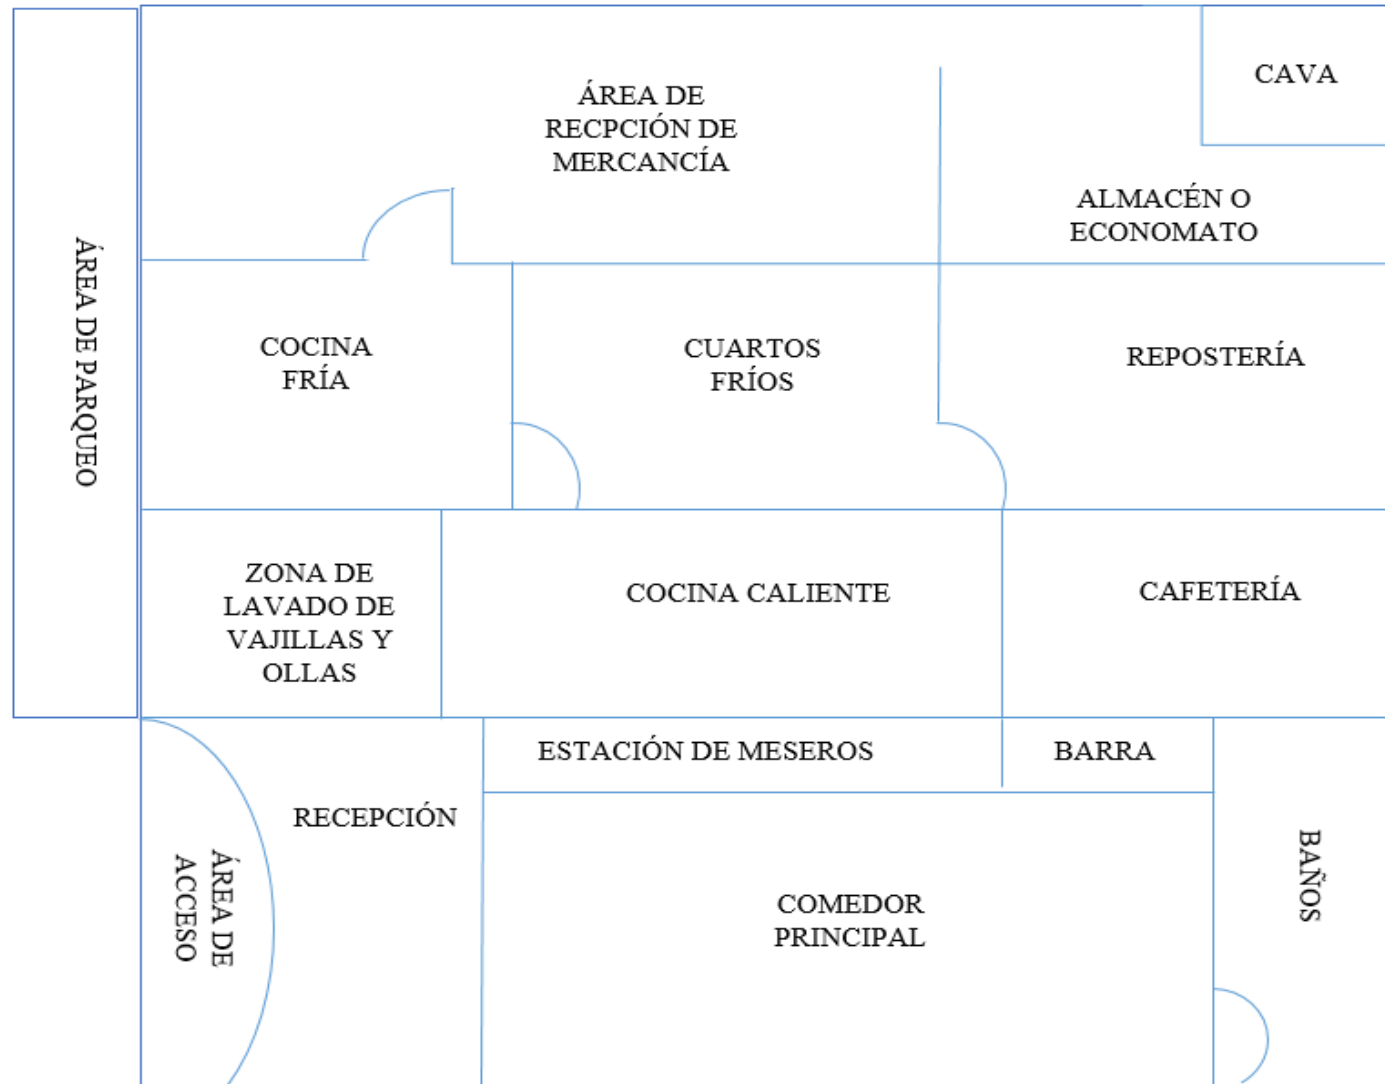 CAVA
ÁREA DE
RECPCIÓN DE
MERCANCÍA
ALMACÉN O
ECONOMATO
ÁREA DE PARQUEO
COCINA
FRÍA
CUARTOS
FRÍOS
REPOSTERÍA
ZONA DE
LAVADO DE
VAJILLAS Y
OLLAS
COCINA CALIENTE
CAFETERÍA
ESTACIÓN DE MESEROS
BARRA
RECEPCIÓN
ÁREA DE
ACCESO
COMEDOR
PRINCIPAL
BAÑOS